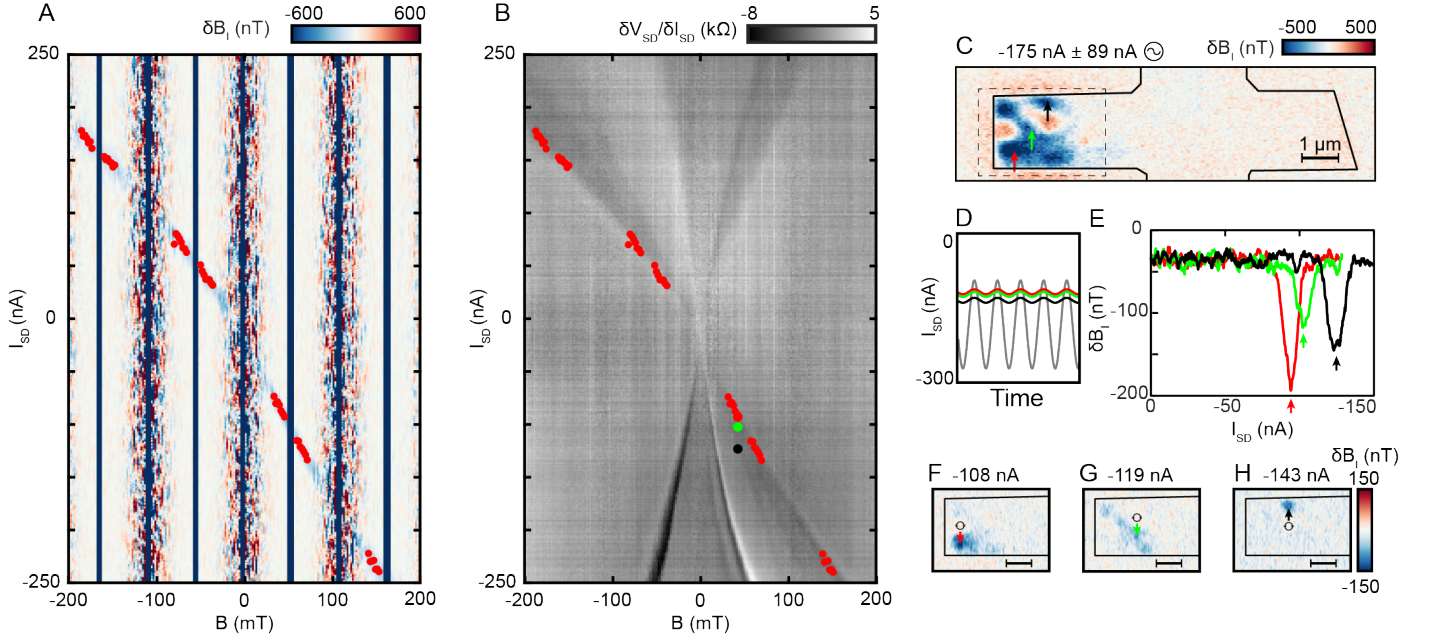 A
-600 600
δB_I (nT)
250
0
-250
I_SD (nA)
-200 -100 0 100 200
B (mT)
B
-8 5
δV_SD/δI_SD (kΩ)
250
0
-250
I_SD (nA)
-200 -100 0 100 200
B (mT)
C
-175 nA ± 89 nA
δB_I (nT)
-500 500
1 µm
D
0
-300
I_SD (nA)
Time
E
0
-100
-200
δB_I (nT)
0 -50 -150
I_SD (nA)
F -108 nA
G -119 nA
H -143 nA
δB_I (nT)
150
-150